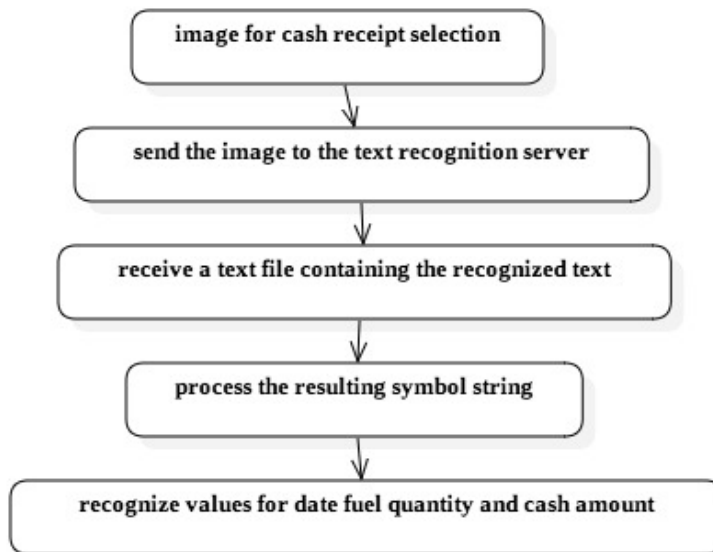 image for cash receipt selection
send the image to the text recognition server
receive a text file containing the recognized text
process the resulting symbol string
recognize values for date fuel quantity and cash amount